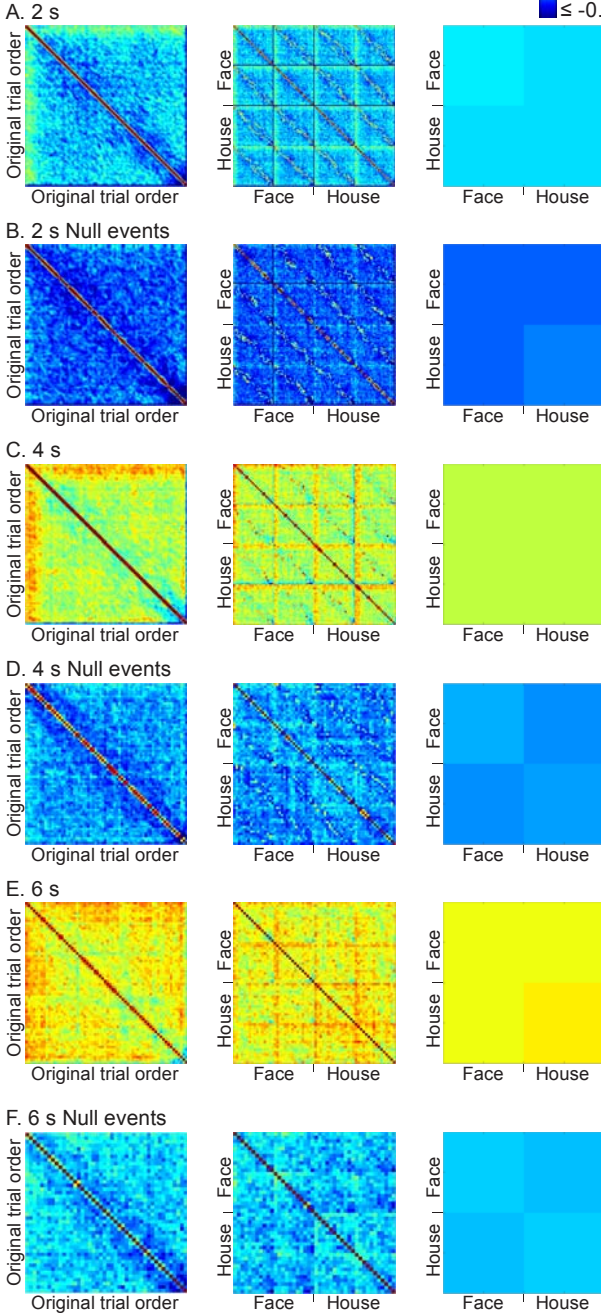 A. 2 s
≤ -0.
Original trial order
House
Face
Original trial order
Face
House
Face
House
B. 2 s Null events
Original trial order
House
Face
House
Face
Original trial order
Face
House
Face
House
C. 4 s
Original trial order
House
Face
House
Face
Original trial order
Face
House
Face
House
D. 4 s Null events
Original trial order
House
Face
House
Face
Original trial order
Face
House
Face
House
E. 6 s
Original trial order
House
Face
House
Face
Original trial order
Face
House
Face
House
F. 6 s Null events
Original trial order
House
Face
House
Face
Original trial order
Face
House
Face
House